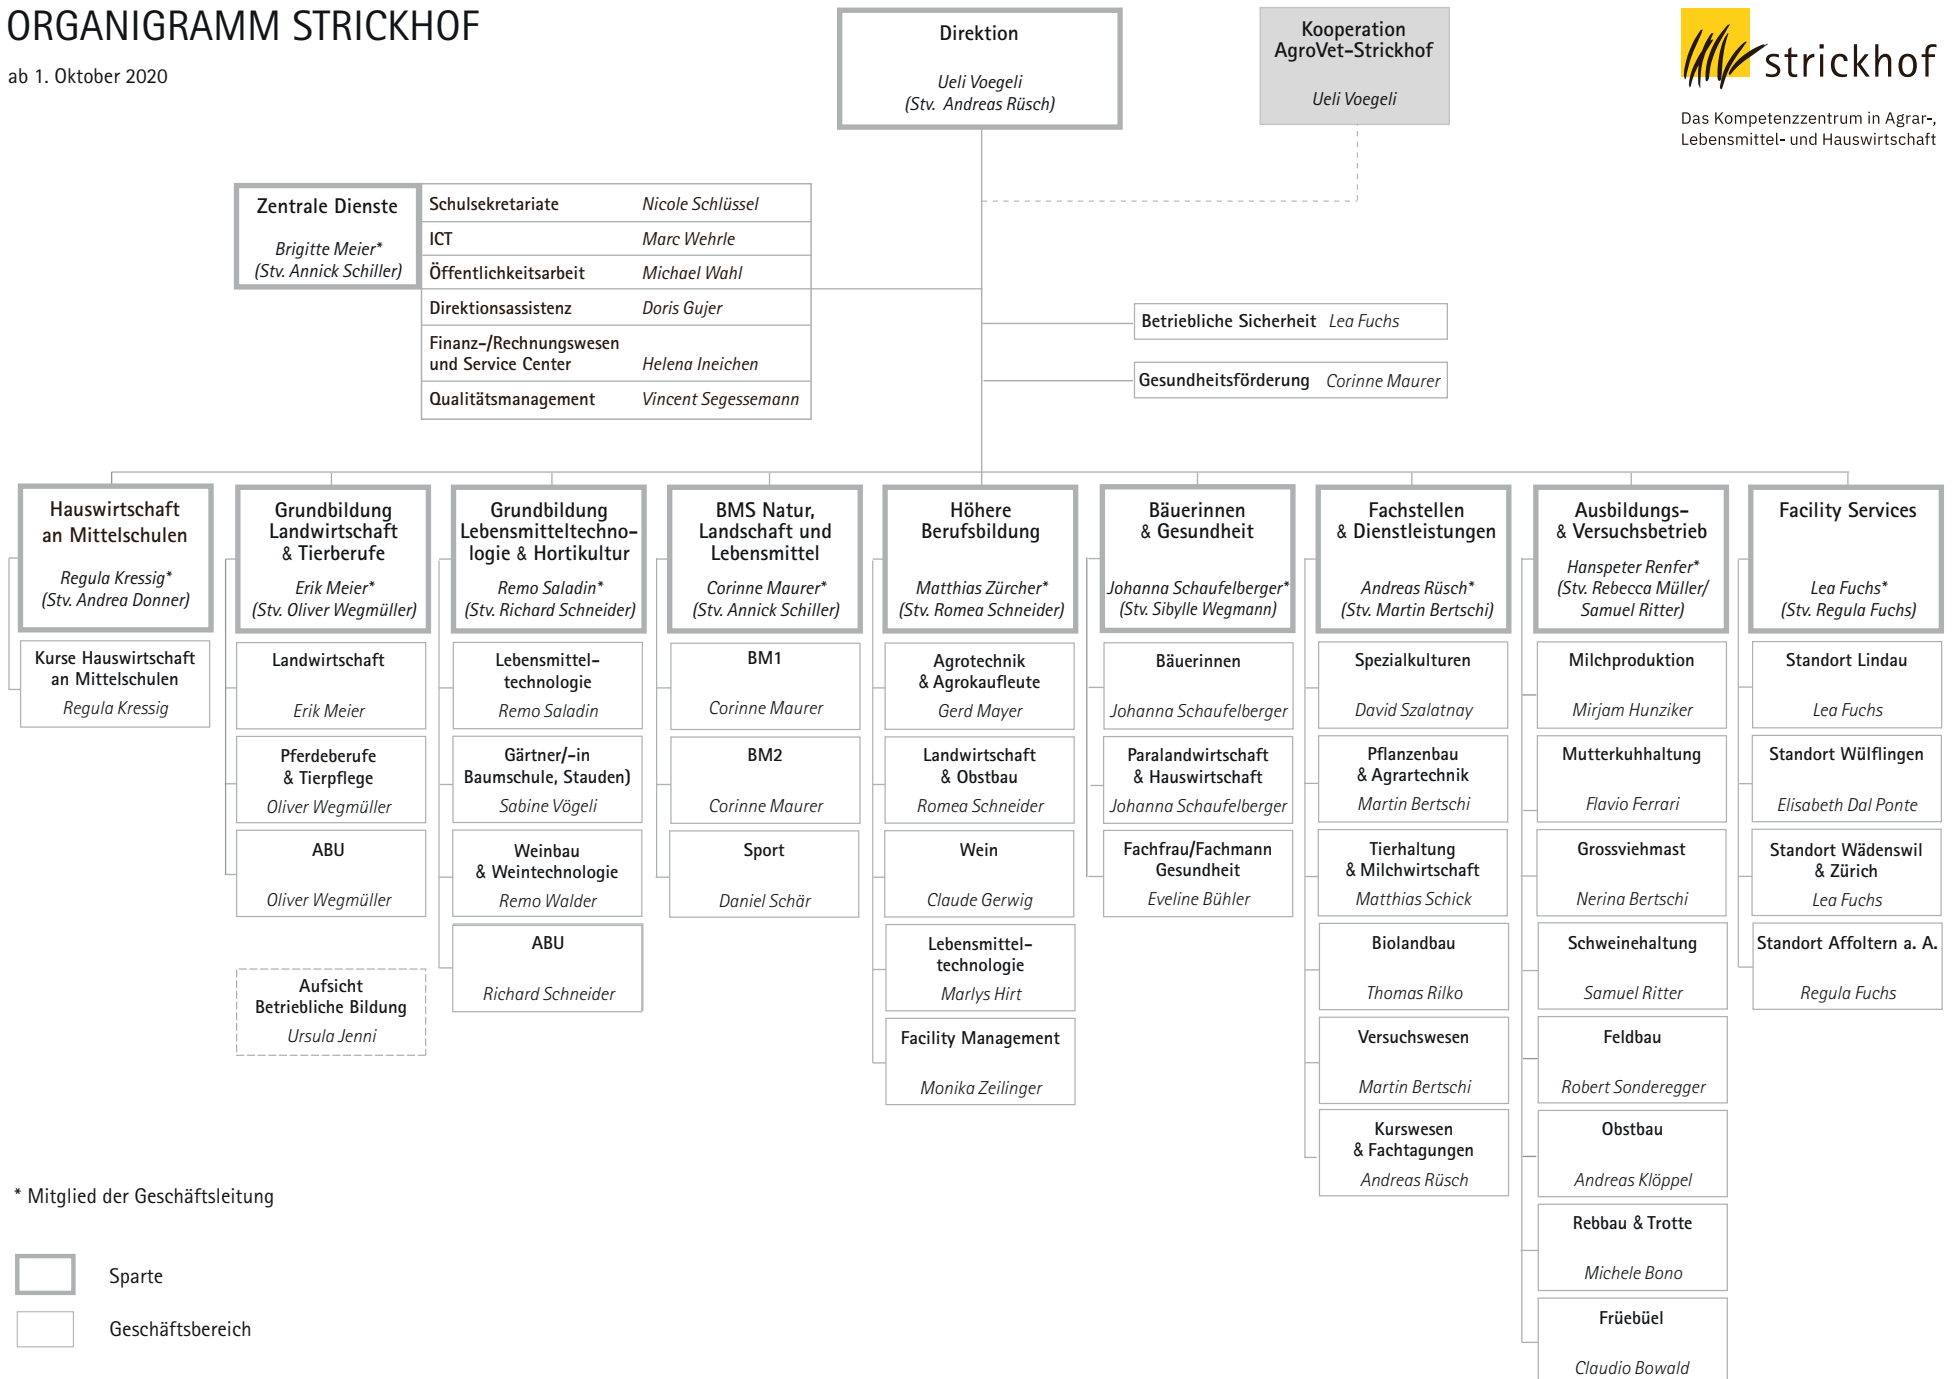 ORGANIGRAMM STRICKHOF
ab 1. Oktober 2020
Direktion
Ueli Voegeli
(Stv. Andreas Rüsch)
Kooperation
AgroVet-Strickhof
Ueli Voegeli
strickhof
Das Kompetenzzentrum in Agrar-,
Lebensmittel- und Hauswirtschaft
Zentrale Dienste
Brigitte Meier*
(Stv. Annick Schiller)
Schulsekretariate Nicole Schlüssel
ICT Marc Wehrle
Öffentlichkeitsarbeit Michael Wahl
Direktionsassistenz Doris Gujer
Finanz-/Rechnungswesen
und Service Center Helena Ineichen
Qualitätsmanagement Vincent Segessemann
Betriebliche Sicherheit Lea Fuchs
Gesundheitsförderung Corinne Maurer
Hauswirtschaft
an Mittelschulen
Regula Kressig*
(Stv. Andrea Donner)
Kurse Hauswirtschaft
an Mittelschulen
Regula Kressig
Grundbildung
Landwirtschaft
& Tierberufe
Erik Meier*
(Stv. Oliver Wegmüller)
Landwirtschaft
Erik Meier
Pferdeberufe
& Tierpflege
Oliver Wegmüller
ABU
Oliver Wegmüller
Aufsicht
Betriebliche Bildung
Ursula Jenni
Grundbildung
Lebensmitteltechno-
logie & Hortikultur
Remo Saladin*
(Stv. Richard Schneider)
Lebensmittel-
technologie
Remo Saladin
Gärtner/-in
Baumschule, Stauden)
Sabine Vögeli
Weinbau
& Weintechnologie
Remo Walder
ABU
Richard Schneider
BMS Natur,
Landschaft und
Lebensmittel
Corinne Maurer*
(Stv. Annick Schiller)
BM1
Corinne Maurer
BM2
Corinne Maurer
Sport
Daniel Schär
Höhere
Berufsbildung
Matthias Zürcher*
(Stv. Romea Schneider)
Agrotechnik
& Agrokaufleute
Gerd Mayer
Landwirtschaft
& Obstbau
Romea Schneider
Wein
Claude Gerwig
Lebensmittel-
technologie
Marlys Hirt
Facility Management
Monika Zeilinger
Bäuerinnen
& Gesundheit
Johanna Schaufelberger*
(Stv. Sibylle Wegmann)
Bäuerinnen
Johanna Schaufelberger
Paralandwirtschaft
& Hauswirtschaft
Johanna Schaufelberger
Fachfrau/Fachmann
Gesundheit
Eveline Bühler
Fachstellen
& Dienstleistungen
Andreas Rüsch*
(Stv. Martin Bertschi)
Spezialkulturen
David Szalatnay
Pflanzenbau
& Agrartechnik
Martin Bertschi
Tierhaltung
& Milchwirtschaft
Matthias Schick
Biolandbau
Thomas Rilko
Versuchswesen
Martin Bertschi
Kurswesen
& Fachtagungen
Andreas Rüsch
Ausbildungs-
& Versuchsbetrieb
Hanspeter Renfer*
(Stv. Rebecca Müller/
Samuel Ritter)
Milchproduktion
Mirjam Hunziker
Mutterkuhhaltung
Flavio Ferrari
Grossviehmast
Nerina Bertschi
Schweinehaltung
Samuel Ritter
Feldbau
Robert Sonderegger
Obstbau
Andreas Klöppel
Rebbau & Trotte
Michele Bono
Früebüel
Claudio Bowald
Facility Services
Lea Fuchs*
(Stv. Regula Fuchs)
Standort Lindau
Lea Fuchs
Standort Wülflingen
Elisabeth Dal Ponte
Standort Wädenswil
& Zürich
Lea Fuchs
Standort Affoltern a. A.
Regula Fuchs
* Mitglied der Geschäftsleitung
Sparte
Geschäftsbereich